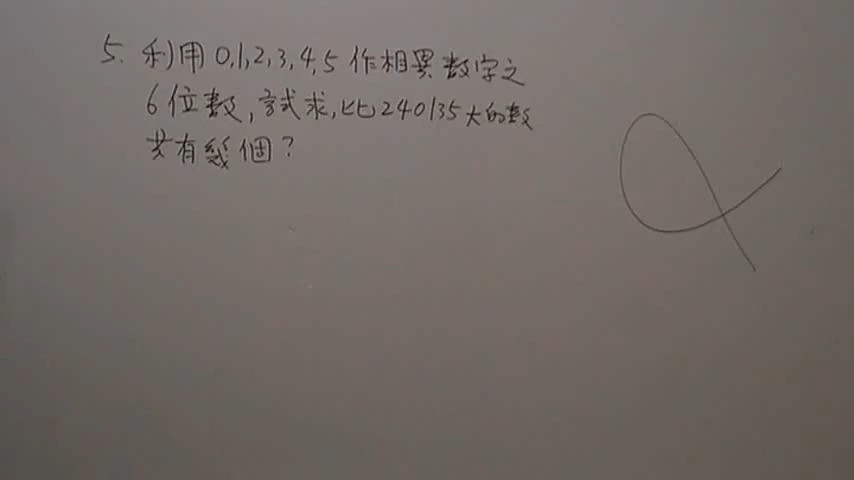 5. 利用 0,1,2,3,4,5 作相異數字之
6位數,試求,比240135大的數
共有幾個?